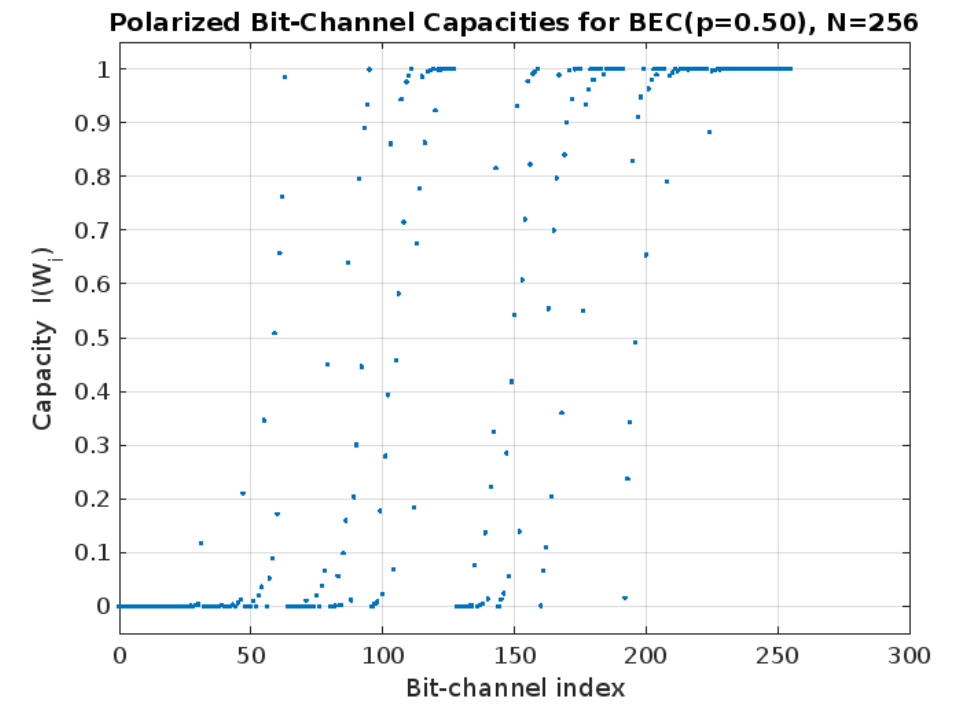 Polarized Bit-Channel Capacities for BEC(p=0.50), N=256
1
0.9
0.8
0.7
0.6
0.5
0.4
0.3
0.2
0.1
0
Capacity I(W_i)
0 50 100 150 200 250 300
Bit-channel index